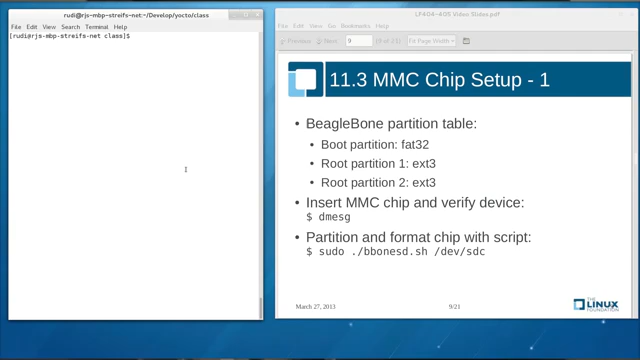 rudi@rjs-mbp-streifs-net:~/Develop/yocto/class
File Edit View Search Terminal Help
[rudi@rjs-mbp-streifs-net class]$
LF404-405 Video Slides.pdf
File Edit View Go Bookmarks Help
Previous Next 9 (9 of 21) Fit Page Width
11.3 MMC Chip Setup - 1
• BeagleBone partition table:
• Boot partition: fat32
• Root partition 1: ext3
• Root partition 2: ext3
• Insert MMC chip and verify device:
$ dmesg
• Partition and format chip with script:
$ sudo ./bbonesd.sh /dev/sdc
March 27, 2013 9/21 THE LINUX FOUNDATION